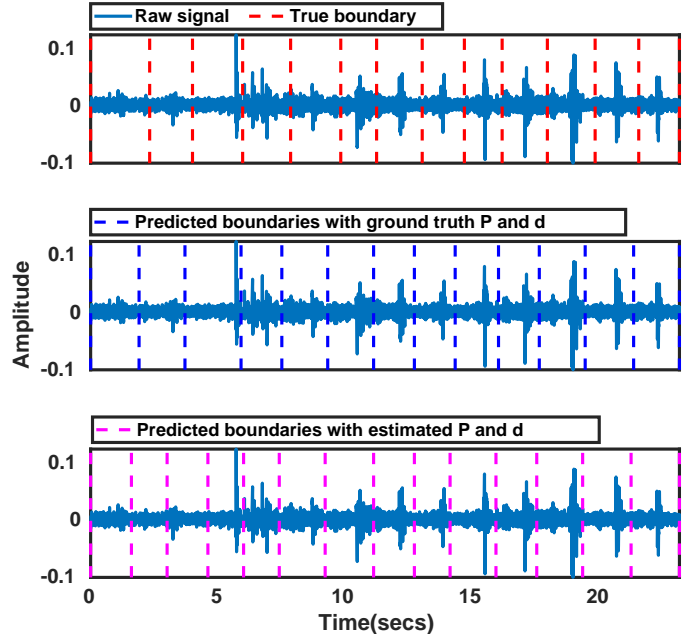 Raw signal True boundary
0.1
0
-0.1
Predicted boundaries with ground truth P and d
0.1
0
-0.1
Amplitude
Predicted boundaries with estimated P and d
0.1
0
-0.1
0 5 10 15 20
Time(secs)